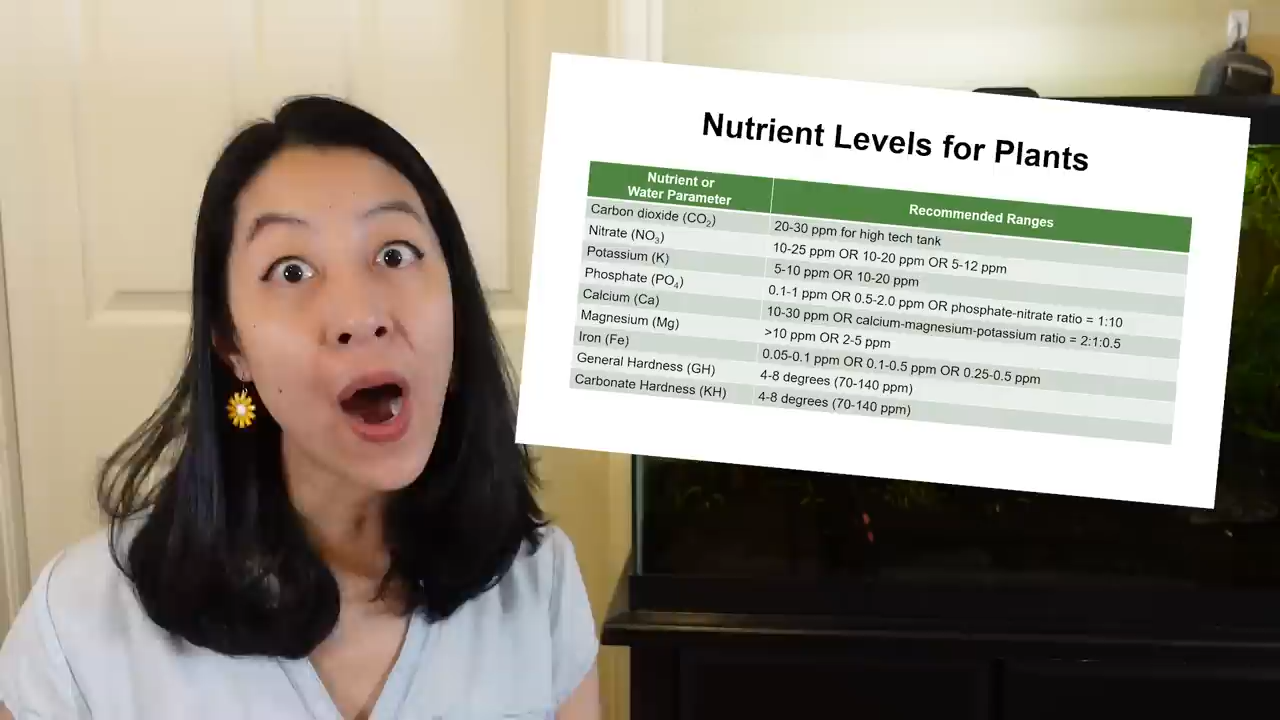 Nutrient Levels for Plants
Nutrient or
Water Parameter
Recommended Ranges
Carbon dioxide (CO₂)
20-30 ppm for high tech tank
Nitrate (NO₃)
10-25 ppm OR 10-20 ppm OR 5-12 ppm
Potassium (K)
5-10 ppm OR 10-20 ppm
Phosphate (PO₄)
0.1-1 ppm OR 0.5-2.0 ppm OR phosphate-nitrate ratio = 1:10
Calcium (Ca)
10-30 ppm OR calcium-magnesium-potassium ratio = 2:1:0.5
Magnesium (Mg)
>10 ppm OR 2-5 ppm
Iron (Fe)
0.05-0.1 ppm OR 0.1-0.5 ppm OR 0.25-0.5 ppm
General Hardness (GH)
4-8 degrees (70-140 ppm)
Carbonate Hardness (KH)
4-8 degrees (70-140 ppm)